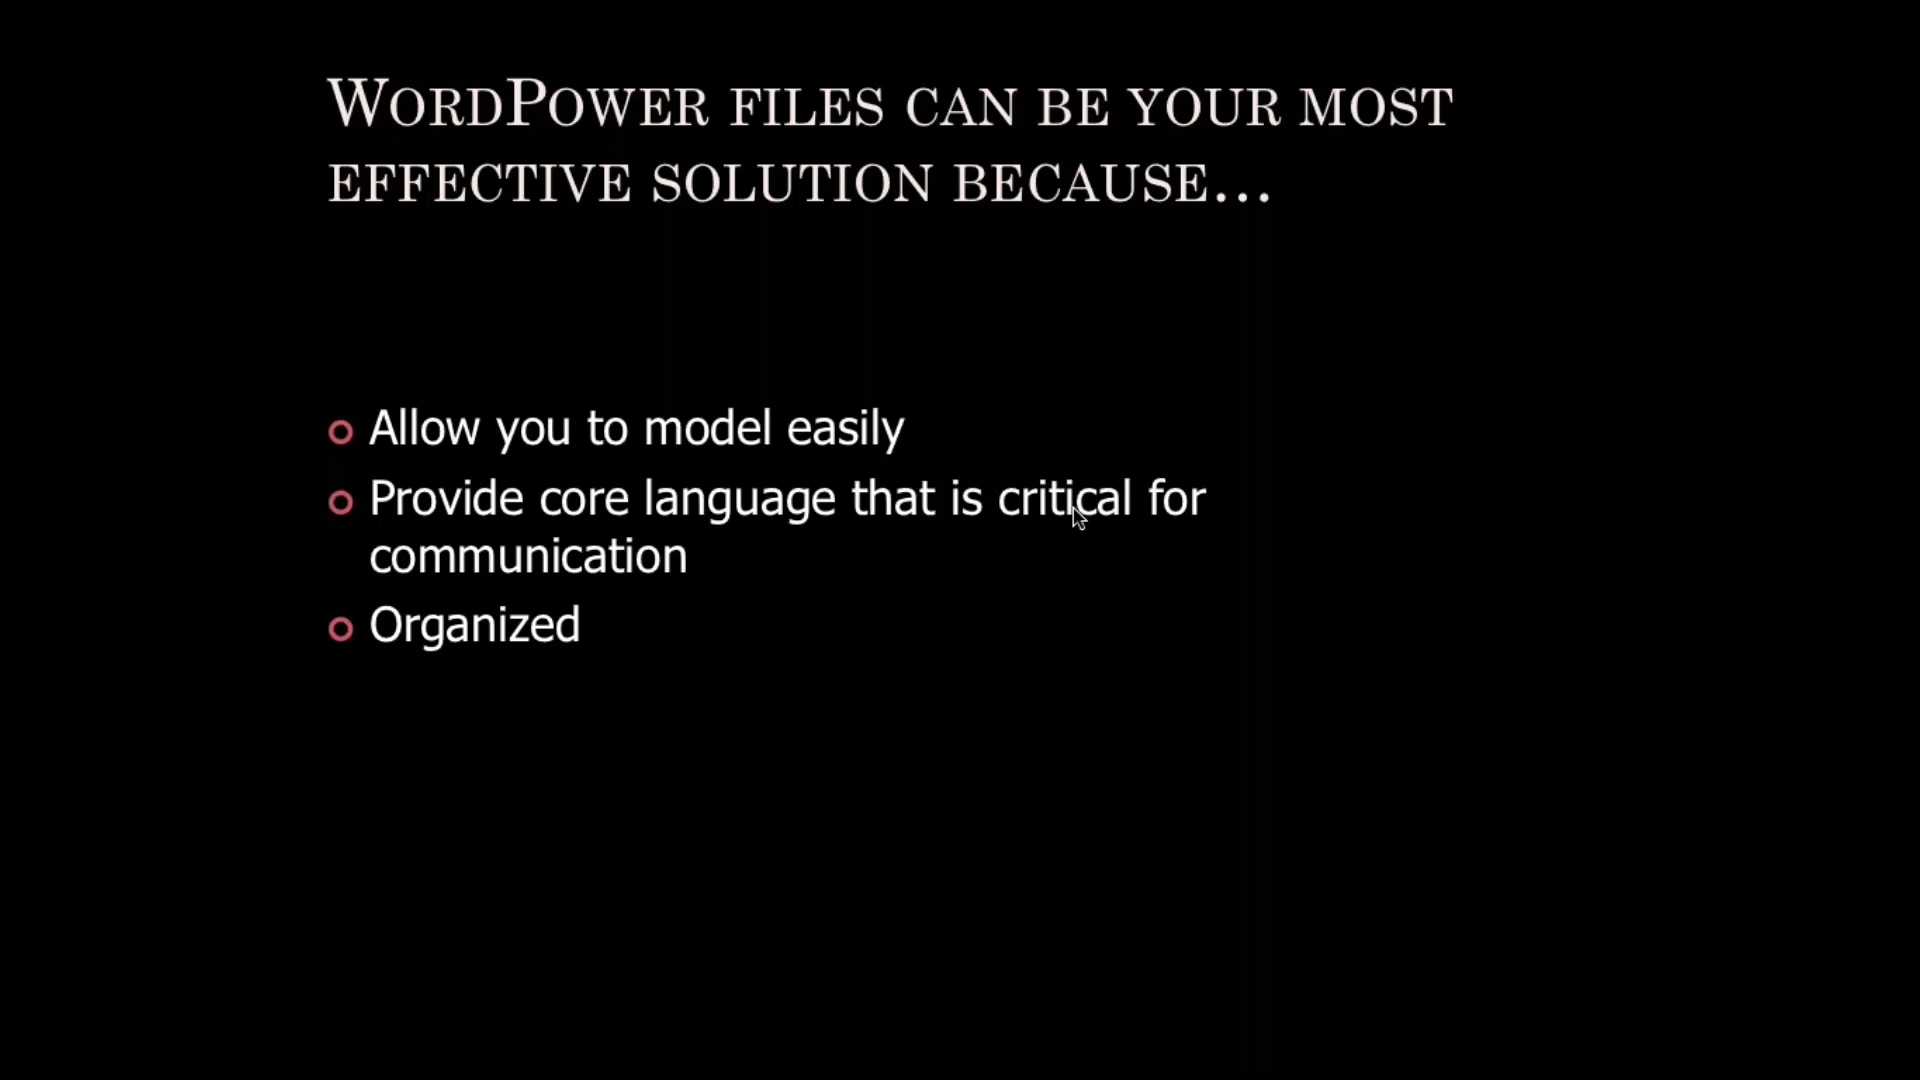 WordPower files can be your most
effective solution because...
Allow you to model easily
Provide core language that is critical for
communication
Organized